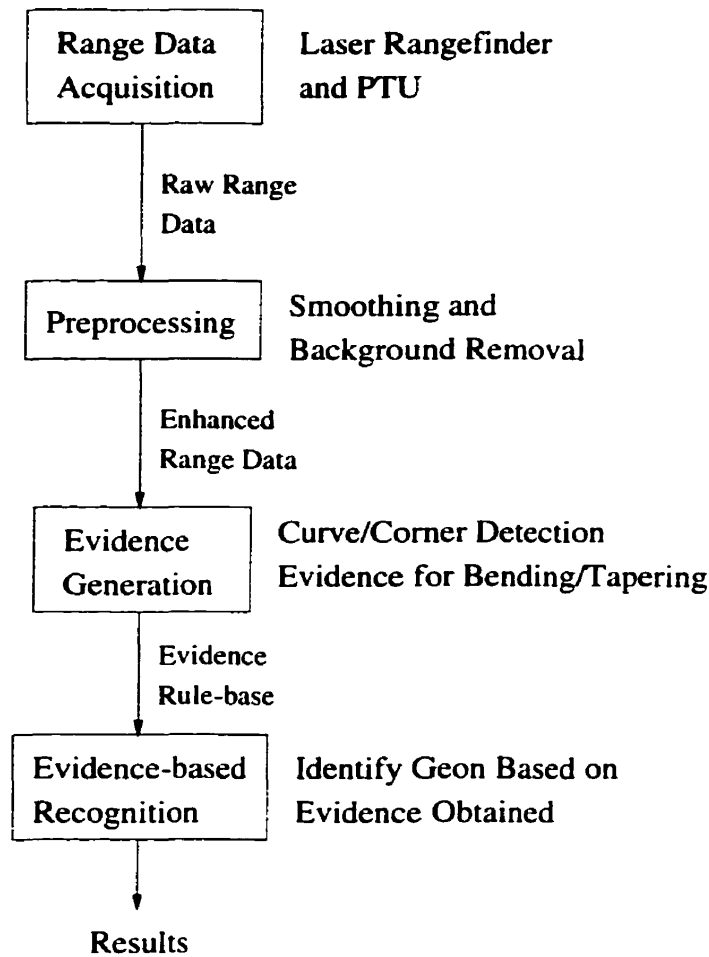 Range Data
Acquisition
Laser Rangefinder
and PTU
Raw Range
Data
Preprocessing
Smoothing and
Background Removal
Enhanced
Range Data
Evidence
Generation
Curve/Corner Detection
Evidence for Bending/Tapering
Evidence
Rule-base
Evidence-based
Recognition
Identify Geon Based on
Evidence Obtained
Results